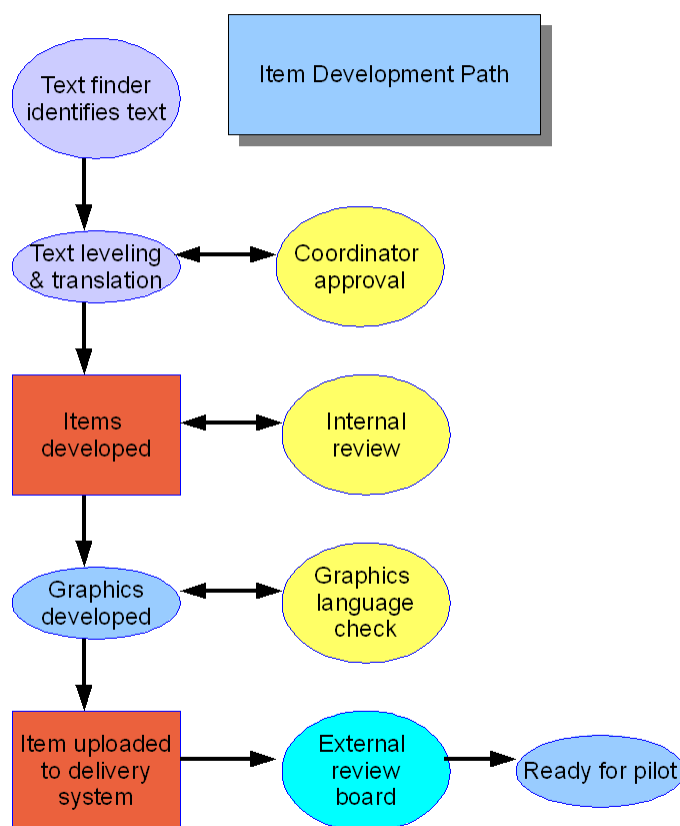 Item Development Path
Text finder
identifies text
Text leveling
& translation
Coordinator
approval
Items
developed
Internal
review
Graphics
developed
Graphics
language
check
Item uploaded
to delivery
system
External
review
board
Ready for pilot